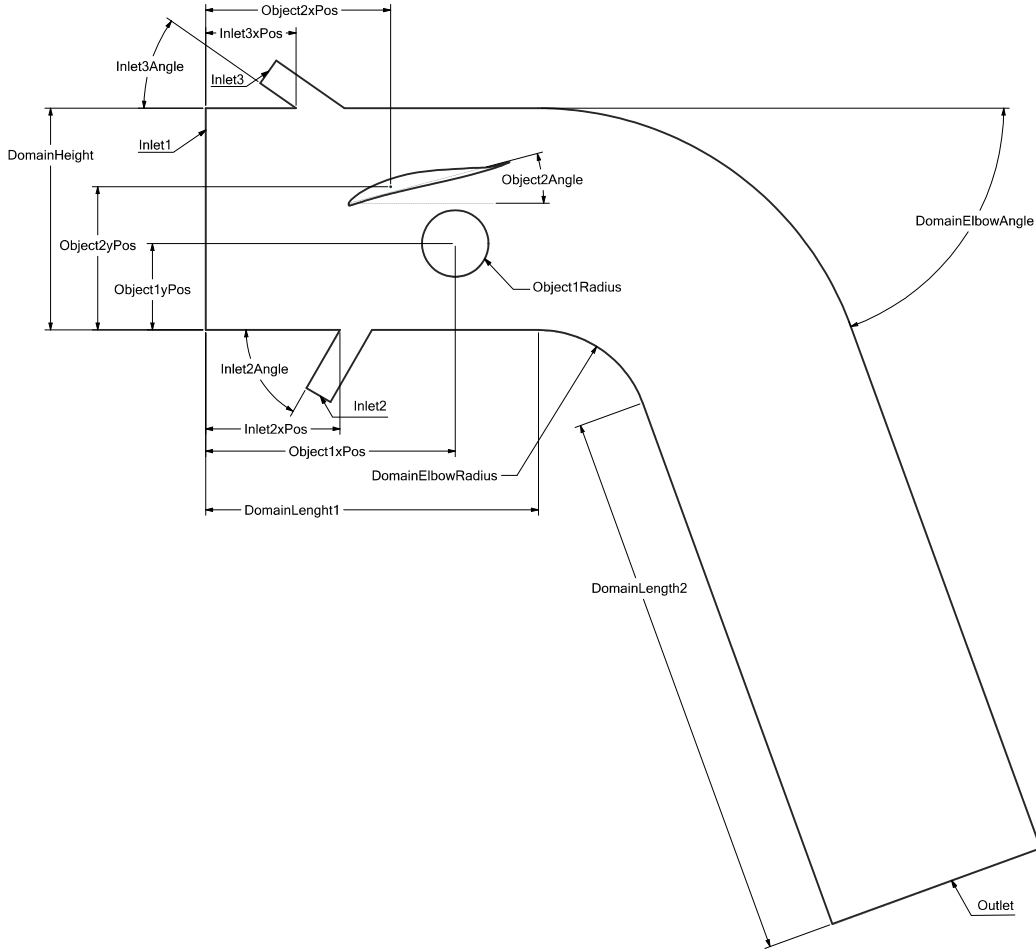 Object2xPos
Inlet3xPos
Inlet3Angle
Inlet3
Inlet1
DomainHeight
Object2Angle
DomainElbowAngle
Object2yPos
Object1yPos
Object1Radius
Inlet2Angle
Inlet2
Inlet2xPos
Object1xPos
DomainElbowRadius
DomainLenght1
DomainLength2
Outlet